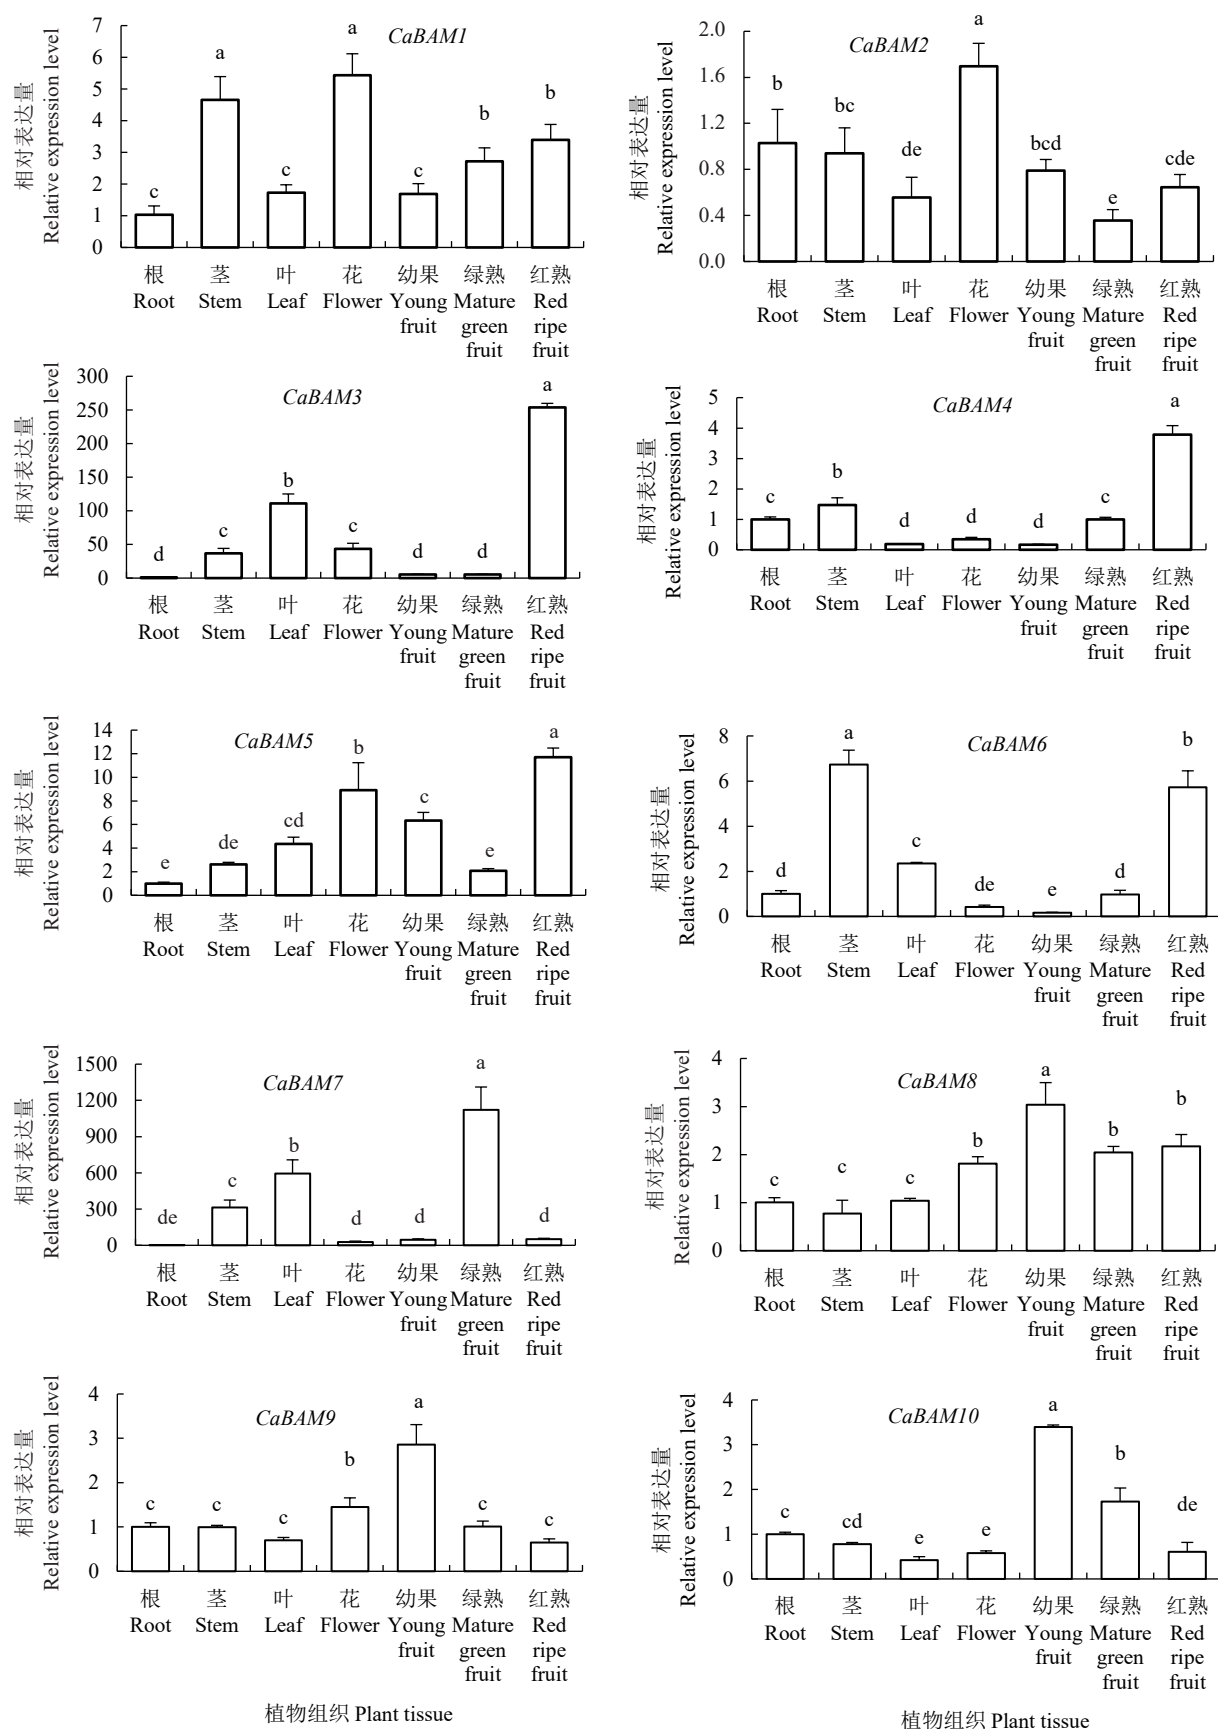 CaBAM1
相对表达量
Relative expression level
7
6
5
4
3
2
1
0
c
a
c
a
c
b
b
根 茎 叶 花 幼果 绿熟 红熟
Root Stem Leaf Flower Young Mature Red
fruit green ripe
fruit fruit
CaBAM2
相对表达量
Relative expression level
2.0
1.6
1.2
0.8
0.4
0.0
b
bc
de
a
bcd
e
cde
根 茎 叶 花 幼果 绿熟 红熟
Root Stem Leaf Flower Young Mature Red
fruit green ripe
fruit fruit
CaBAM3
相对表达量
Relative expression level
300
250
200
150
100
50
0
d
c
b
c
d
d
a
根 茎 叶 花 幼果 绿熟 红熟
Root Stem Leaf Flower Young Mature Red
fruit green ripe
fruit fruit
CaBAM4
相对表达量
Relative expression level
5
4
3
2
1
0
c
b
d
d
d
c
a
根 茎 叶 花 幼果 绿熟 红熟
Root Stem Leaf Flower Young Mature Red
fruit green ripe
fruit fruit
CaBAM5
相对表达量
Relative expression level
14
12
10
8
6
4
2
0
e
de
cd
b
c
e
a
根 茎 叶 花 幼果 绿熟 红熟
Root Stem Leaf Flower Young Mature Red
fruit green ripe
fruit fruit
CaBAM6
相对表达量
Relative expression level
8
6
4
2
0
d
a
c
de
e
d
b
根 茎 叶 花 幼果 绿熟 红熟
Root Stem Leaf Flower Young Mature Red
fruit green ripe
fruit fruit
CaBAM7
相对表达量
Relative expression level
1500
1200
900
600
300
0
de
c
b
d
d
a
d
根 茎 叶 花 幼果 绿熟 红熟
Root Stem Leaf Flower Young Mature Red
fruit green ripe
fruit fruit
CaBAM8
相对表达量
Relative expression level
4
3
2
1
0
c
c
c
b
a
b
b
根 茎 叶 花 幼果 绿熟 红熟
Root Stem Leaf Flower Young Mature Red
fruit green ripe
fruit fruit
CaBAM9
相对表达量
Relative expression level
4
3
2
1
0
c
c
c
b
a
c
c
根 茎 叶 花 幼果 绿熟 红熟
Root Stem Leaf Flower Young Mature Red
fruit green ripe
fruit fruit
植物组织 Plant tissue
CaBAM10
相对表达量
Relative expression level
4
3
2
1
0
c
cd
e
e
a
b
de
根 茎 叶 花 幼果 绿熟 红熟
Root Stem Leaf Flower Young Mature Red
fruit green ripe
fruit fruit
植物组织 Plant tissue